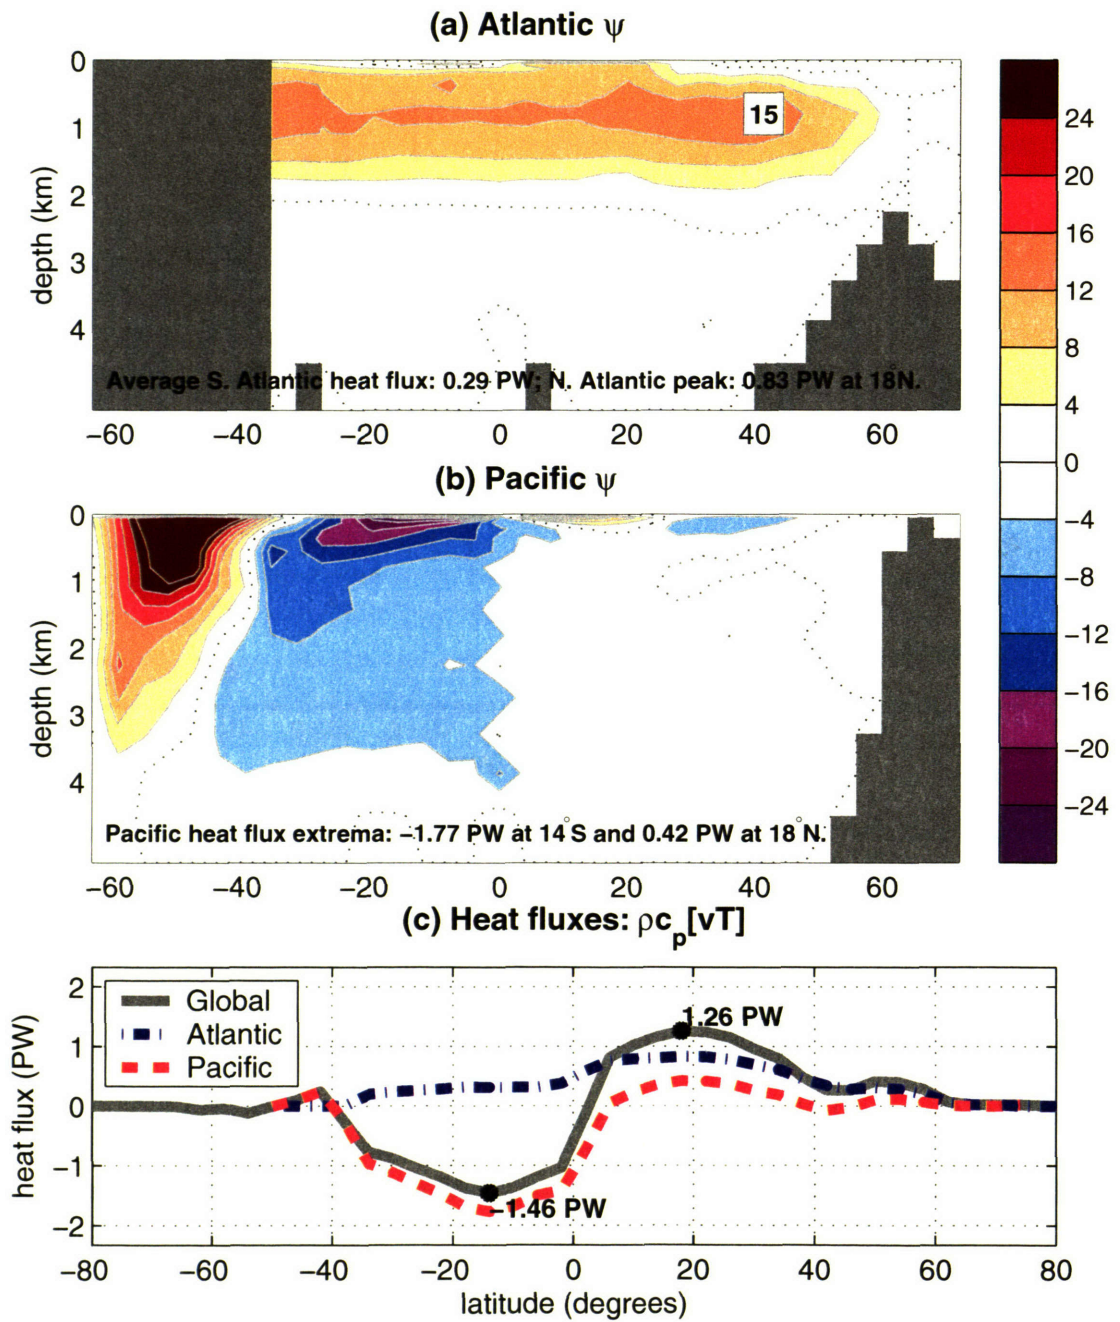 (a) Atlantic ψ
0
1
2
3
4
depth (km)
15
Average S. Atlantic heat flux: 0.29 PW; N. Atlantic peak: 0.83 PW at 18°N.
−60 −40 −20 0 20 40 60
24
20
16
12
8
4
0
−4
−8
−12
−16
−20
−24
(b) Pacific ψ
0
1
2
3
4
depth (km)
Pacific heat flux extrema: −1.77 PW at 14°S and 0.42 PW at 18°N.
−60 −40 −20 0 20 40 60
(c) Heat fluxes: ρcp[vT]
2
1
0
−1
−2
heat flux (PW)
Global
Atlantic
Pacific
1.26 PW
−1.46 PW
−80 −60 −40 −20 0 20 40 60 80
latitude (degrees)